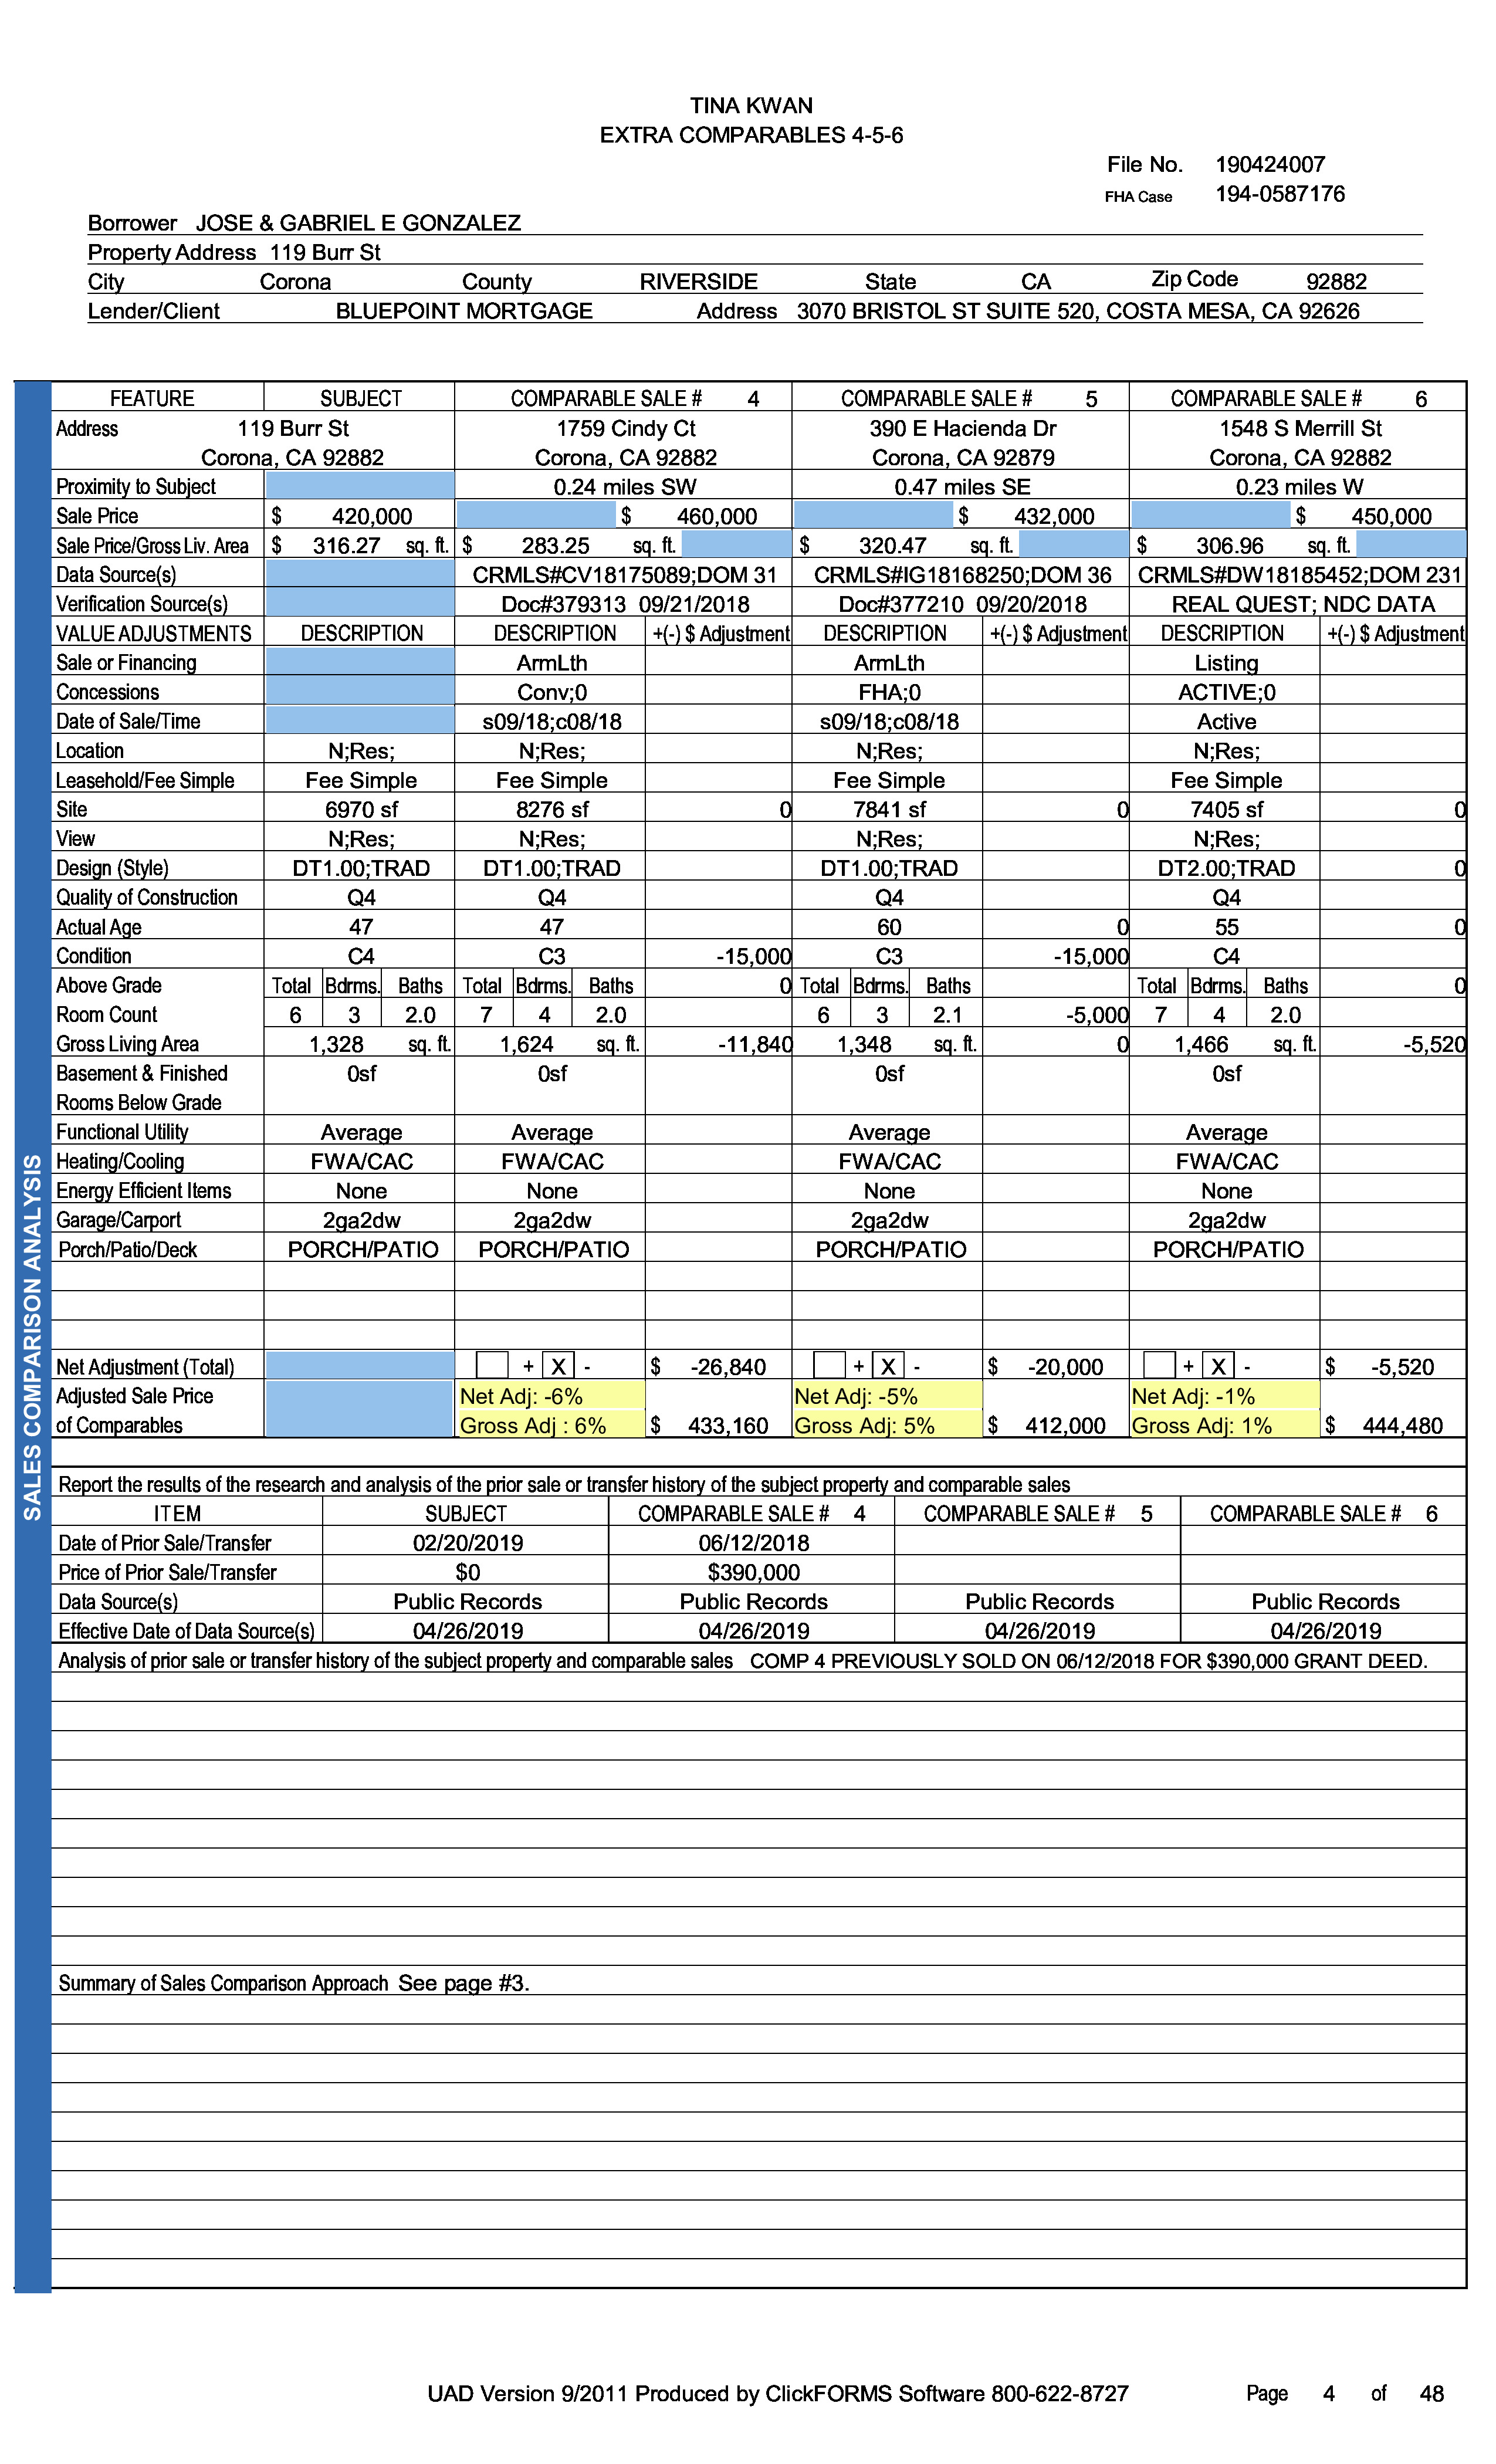 TINA KWAN
EXTRA COMPARABLES 4-5-6
File No. 190424007
FHA Case 194-0587176
Borrower JOSE & GABRIEL E GONZALEZ
Property Address 119 Burr St
City Corona County RIVERSIDE State CA Zip Code 92882
Lender/Client BLUEPOINT MORTGAGE Address 3070 BRISTOL ST SUITE 520, COSTA MESA, CA 92626
SALES COMPARISON ANALYSIS
FEATURE SUBJECT COMPARABLE SALE # 4 COMPARABLE SALE # 5 COMPARABLE SALE # 6
Address 119 Burr St 1759 Cindy Ct 390 E Hacienda Dr 1548 S Merrill St
Corona, CA 92882 Corona, CA 92882 Corona, CA 92879 Corona, CA 92882
Proximity to Subject 0.24 miles SW 0.47 miles SE 0.23 miles W
Sale Price $ 420,000 $ 460,000 $ 432,000 $ 450,000
Sale Price/Gross Liv. Area $ 316.27 sq. ft. $ 283.25 sq. ft. $ 320.47 sq. ft. $ 306.96 sq. ft.
Data Source(s) CRMLS#CV18175089;DOM 31 CRMLS#IG18168250;DOM 36 CRMLS#DW18185452;DOM 231
Verification Source(s) Doc#379313 09/21/2018 Doc#377210 09/20/2018 REAL QUEST; NDC DATA
VALUE ADJUSTMENTS DESCRIPTION DESCRIPTION +(-) $ Adjustment DESCRIPTION +(-) $ Adjustment DESCRIPTION +(-) $ Adjustment
Sale or Financing ArmLth ArmLth Listing
Concessions Conv;0 FHA;0 ACTIVE;0
Date of Sale/Time s09/18;c08/18 s09/18;c08/18 Active
Location N;Res; N;Res; N;Res; N;Res;
Leasehold/Fee Simple Fee Simple Fee Simple Fee Simple Fee Simple
Site 6970 sf 8276 sf 0 7841 sf 0 7405 sf 0
View N;Res; N;Res; N;Res; N;Res;
Design (Style) DT1.00;TRAD DT1.00;TRAD DT1.00;TRAD DT2.00;TRAD 0
Quality of Construction Q4 Q4 Q4 Q4
Actual Age 47 47 60 0 55 0
Condition C4 C3 -15,000 C3 -15,000 C4
Above Grade Total Bdrms. Baths Total Bdrms. Baths 0 Total Bdrms. Baths Total Bdrms. Baths 0
Room Count 6 3 2.0 7 4 2.0 6 3 2.1 -5,000 7 4 2.0
Gross Living Area 1,328 sq. ft. 1,624 sq. ft. -11,840 1,348 sq. ft. 0 1,466 sq. ft. -5,520
Basement & Finished 0sf 0sf 0sf 0sf
Rooms Below Grade
Functional Utility Average Average Average Average
Heating/Cooling FWA/CAC FWA/CAC FWA/CAC FWA/CAC
Energy Efficient Items None None None None
Garage/Carport 2ga2dw 2ga2dw 2ga2dw 2ga2dw
Porch/Patio/Deck PORCH/PATIO PORCH/PATIO PORCH/PATIO PORCH/PATIO
Net Adjustment (Total) + X - $ -26,840 + X - $ -20,000 + X - $ -5,520
Adjusted Sale Price Net Adj: -6% Net Adj: -5% Net Adj: -1%
of Comparables Gross Adj : 6% $ 433,160 Gross Adj: 5% $ 412,000 Gross Adj: 1% $ 444,480
Report the results of the research and analysis of the prior sale or transfer history of the subject property and comparable sales
ITEM SUBJECT COMPARABLE SALE # 4 COMPARABLE SALE # 5 COMPARABLE SALE # 6
Date of Prior Sale/Transfer 02/20/2019 06/12/2018
Price of Prior Sale/Transfer $0 $390,000
Data Source(s) Public Records Public Records Public Records Public Records
Effective Date of Data Source(s) 04/26/2019 04/26/2019 04/26/2019 04/26/2019
Analysis of prior sale or transfer history of the subject property and comparable sales COMP 4 PREVIOUSLY SOLD ON 06/12/2018 FOR $390,000 GRANT DEED.
Summary of Sales Comparison Approach See page #3.
UAD Version 9/2011 Produced by ClickFORMS Software 800-622-8727 Page 4 of 48